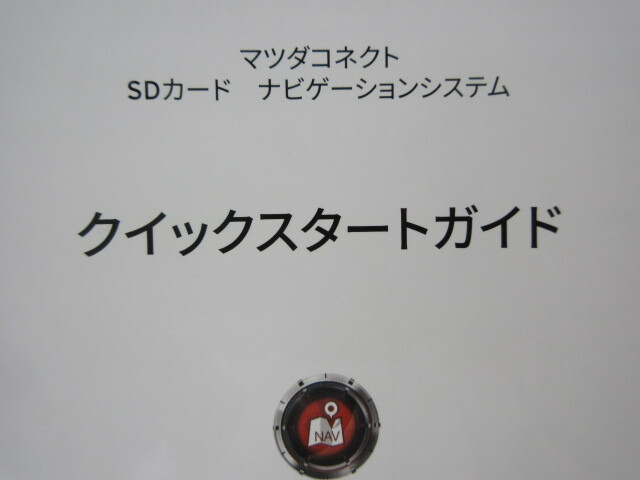 マツダコネクト
SDカード　ナビゲーションシステム
クイックスタートガイド
NAV